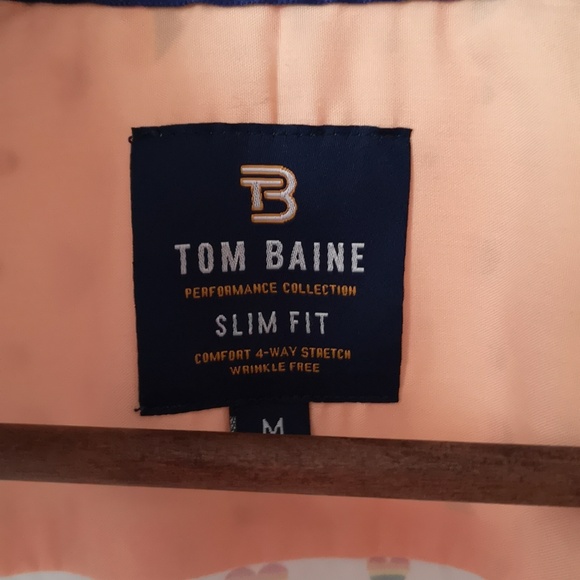 TB
TOM BAINE
PERFORMANCE COLLECTION
SLIM FIT
COMFORT 4-WAY STRETCH
WRINKLE FREE
M